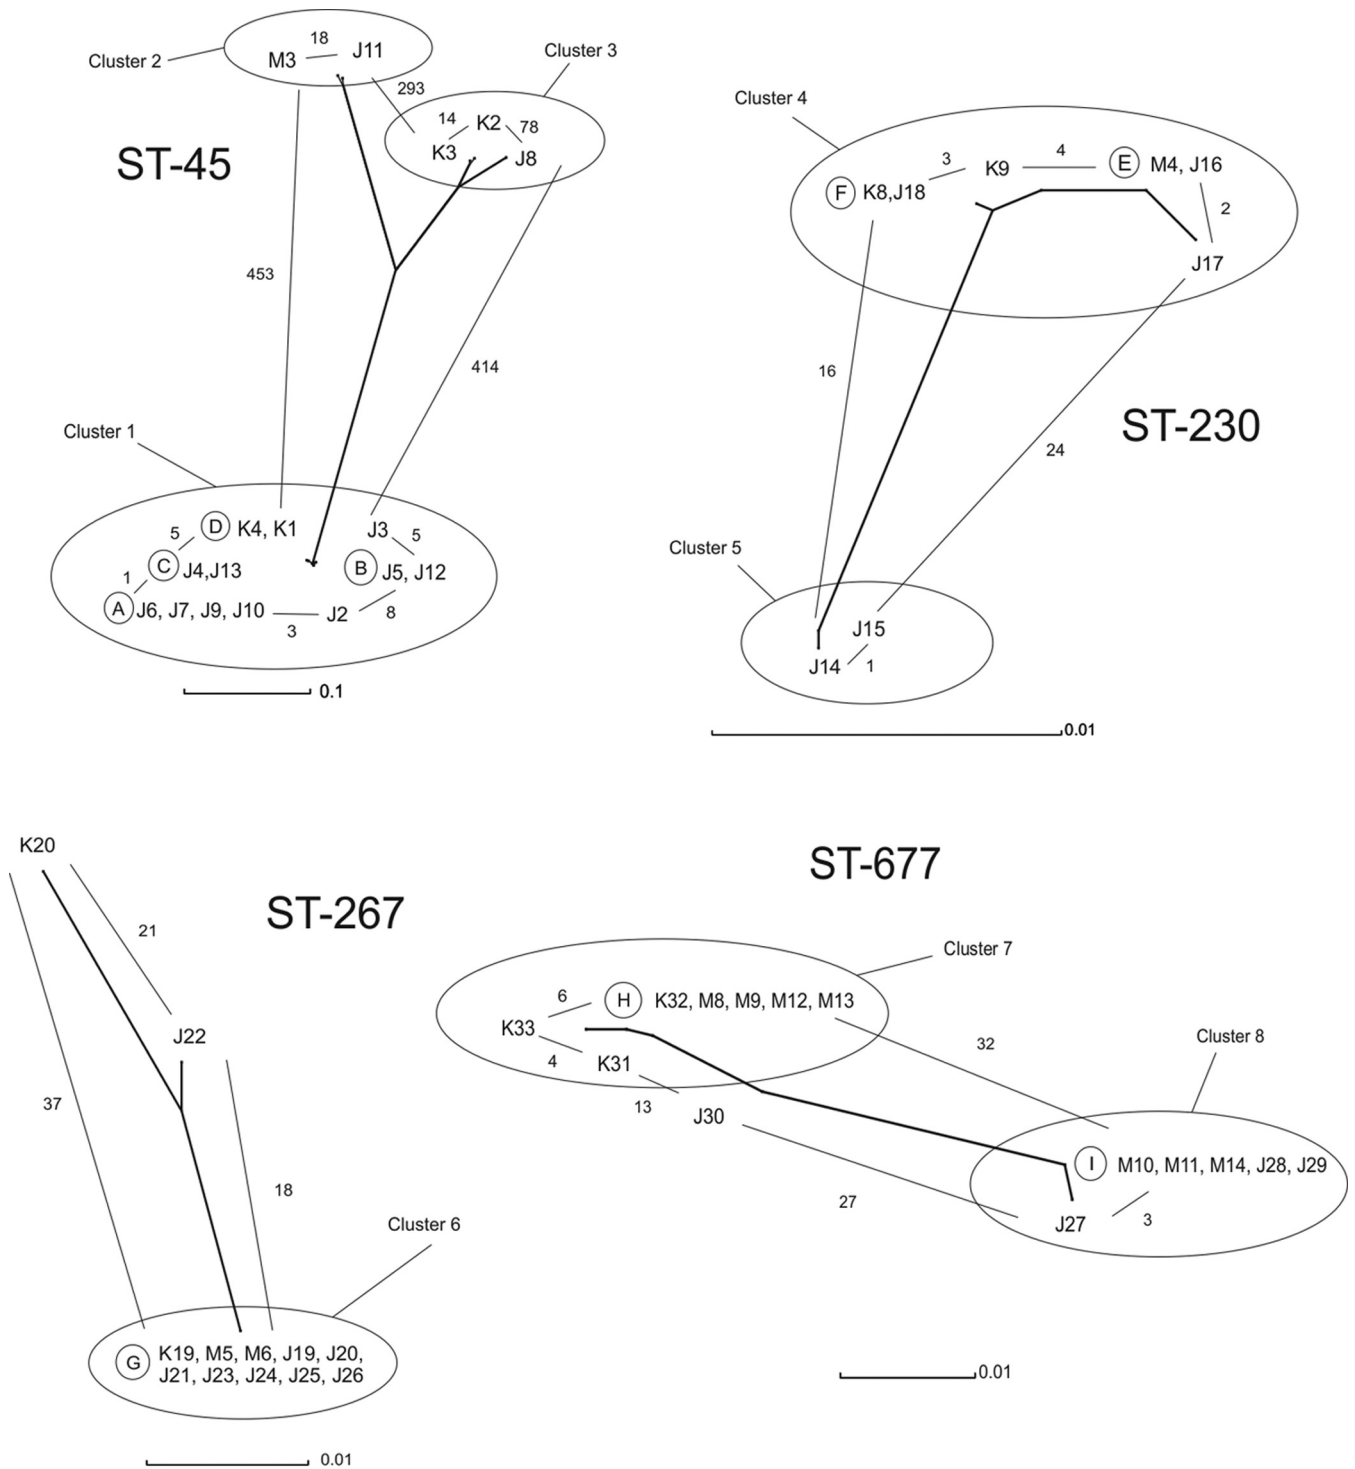 18
M3
J11
Cluster 2
Cluster 3
293
14
K2
78
K3
J8
ST-45
453
414
Cluster 1
D
K4, K1
J3
5
5
C
J4,J13
B
J5, J12
1
A
J6, J7, J9, J10
J2
8
3
0.1
Cluster 4
3
K9
4
E
M4, J16
F
K8,J18
2
J17
16
ST-230
24
Cluster 5
J15
J14
1
0.01
K20
ST-267
21
J22
37
18
Cluster 6
G
K19, M5, M6, J19, J20,
J21, J23, J24, J25, J26
0.01
ST-677
Cluster 7
6
H
K32, M8, M9, M12, M13
K33
4
K31
32
Cluster 8
13
J30
I
M10, M11, M14, J28, J29
27
J27
3
0.01